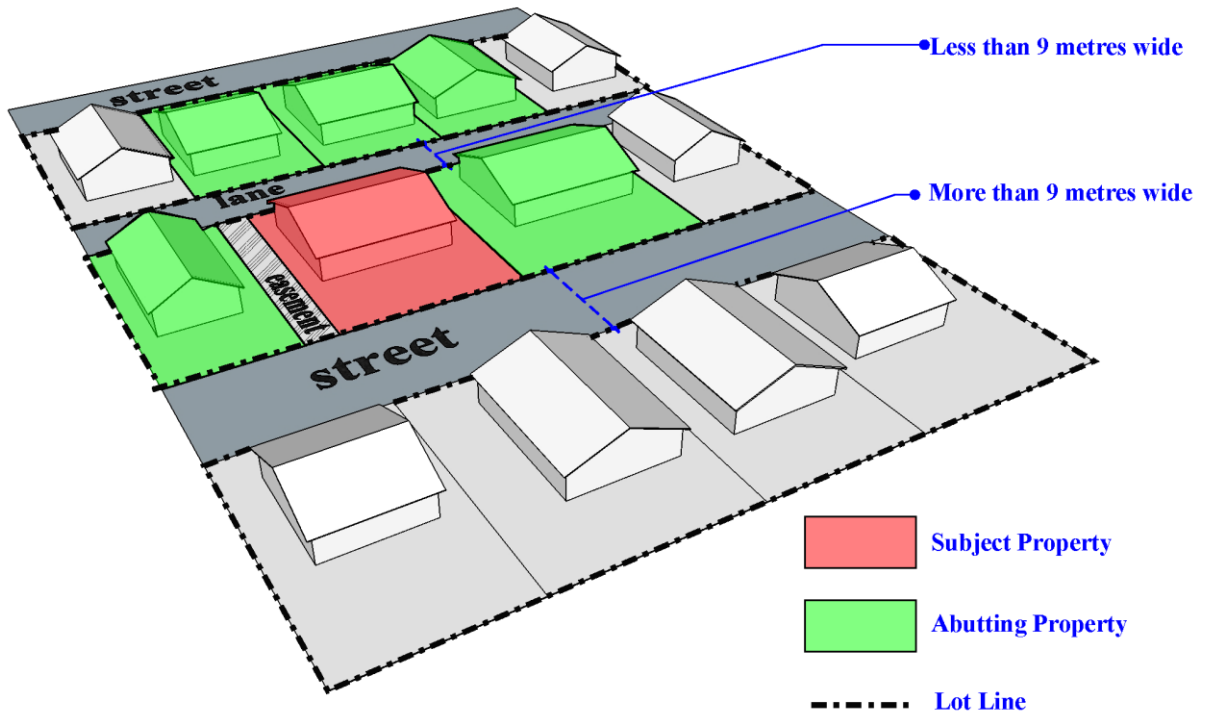 Less than 9 metres wide
street
lane
More than 9 metres wide
easement
street
Subject Property
Abutting Property
Lot Line